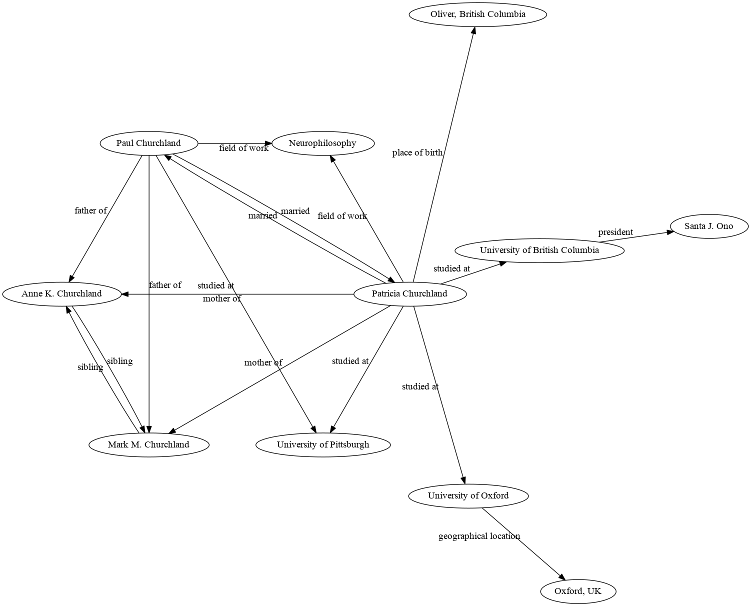 Oliver, British Columbia
Paul Churchland
field of work
Neurophilosophy
place of birth
father of
married
married
field of work
Santa J. Ono
president
University of British Columbia
studied at
Anne K. Churchland
father of
studied at
mother of
Patricia Churchland
sibling
sibling
mother of
studied at
studied at
Mark M. Churchland
University of Pittsburgh
University of Oxford
geographical location
Oxford, UK